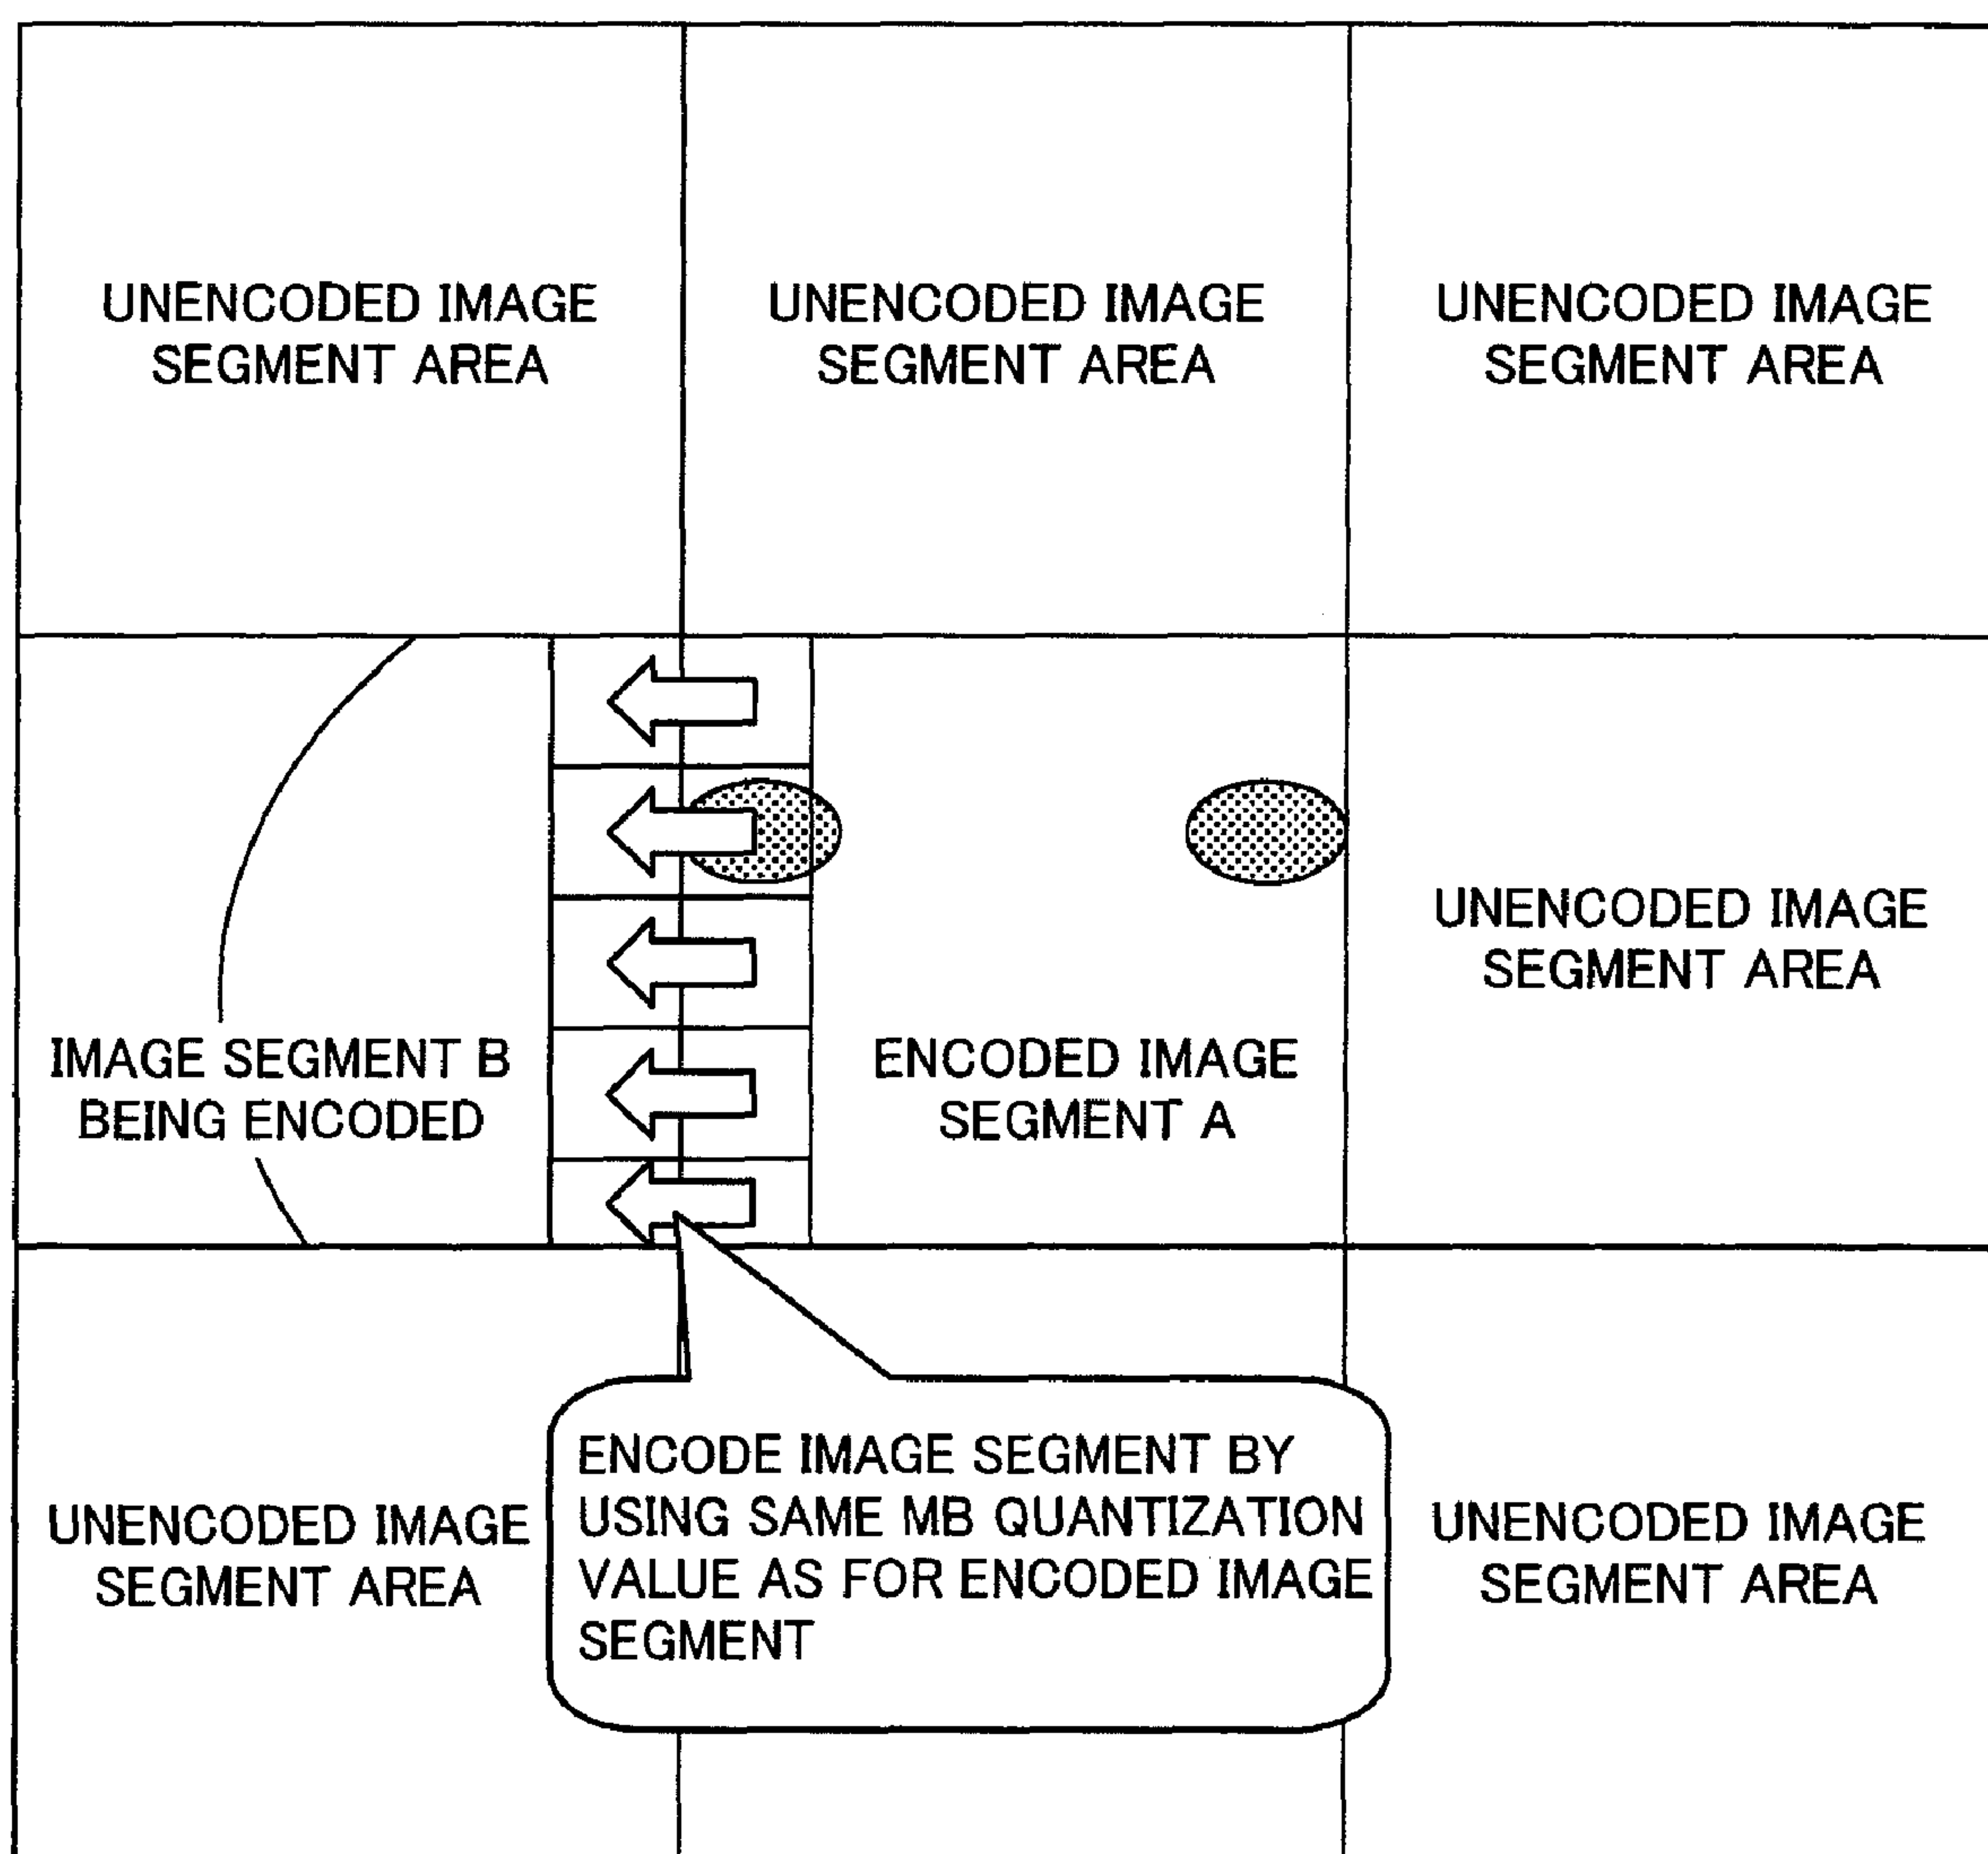 UNENCODED IMAGE
SEGMENT AREA
UNENCODED IMAGE
SEGMENT AREA
UNENCODED IMAGE
SEGMENT AREA
IMAGE SEGMENT B
BEING ENCODED
ENCODED IMAGE
SEGMENT A
UNENCODED IMAGE
SEGMENT AREA
UNENCODED IMAGE
SEGMENT AREA
ENCODE IMAGE SEGMENT BY
USING SAME MB QUANTIZATION
VALUE AS FOR ENCODED IMAGE
SEGMENT
UNENCODED IMAGE
SEGMENT AREA